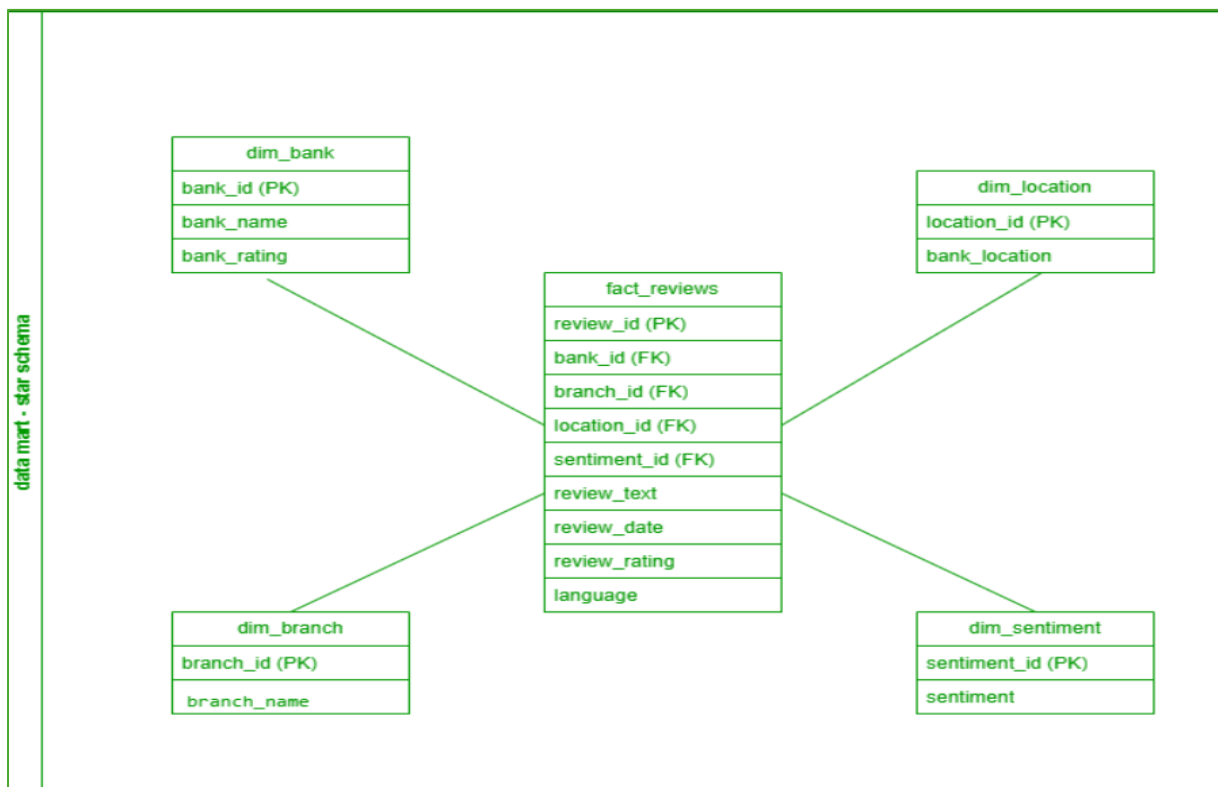 data mart - star schema
dim_bank
bank_id (PK)
bank_name
bank_rating
dim_location
location_id (PK)
bank_location
fact_reviews
review_id (PK)
bank_id (FK)
branch_id (FK)
location_id (FK)
sentiment_id (FK)
review_text
review_date
review_rating
language
dim_branch
branch_id (PK)
branch_name
dim_sentiment
sentiment_id (PK)
sentiment